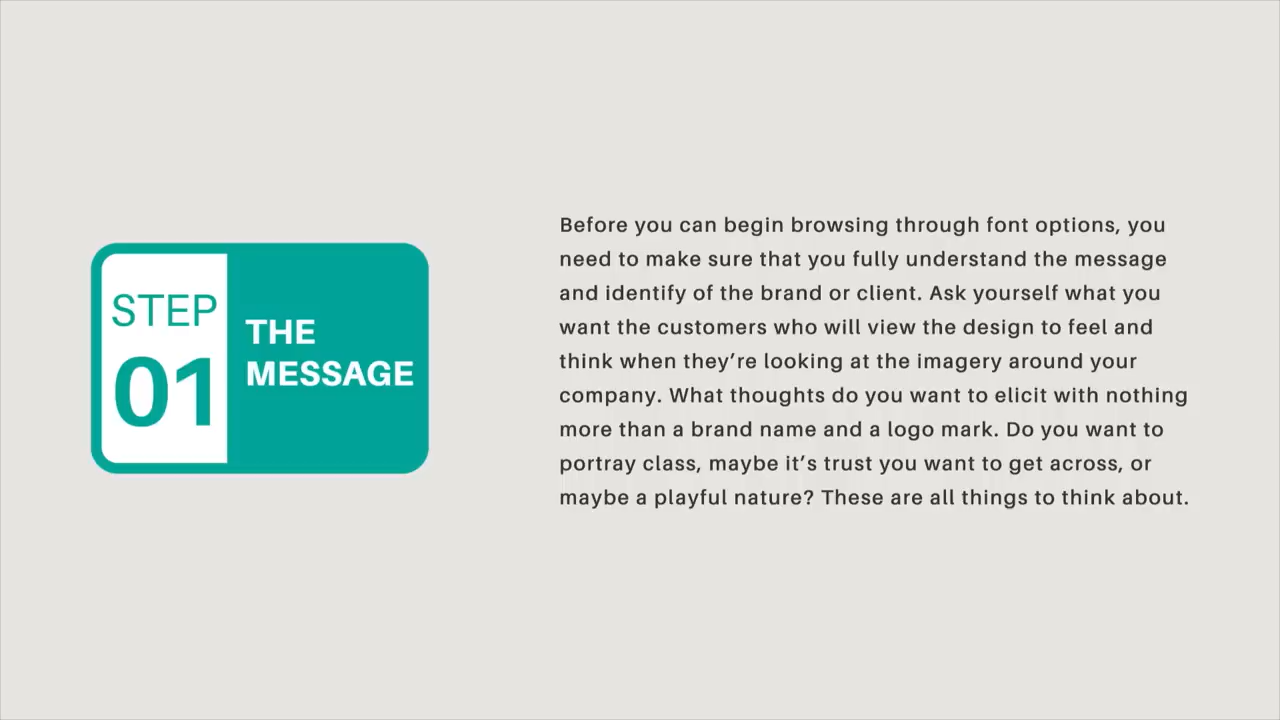 STEP
01
THE
MESSAGE
Before you can begin browsing through font options, you
need to make sure that you fully understand the message
and identify of the brand or client. Ask yourself what you
want the customers who will view the design to feel and
think when they’re looking at the imagery around your
company. What thoughts do you want to elicit with nothing
more than a brand name and a logo mark. Do you want to
portray class, maybe it’s trust you want to get across, or
maybe a playful nature? These are all things to think about.